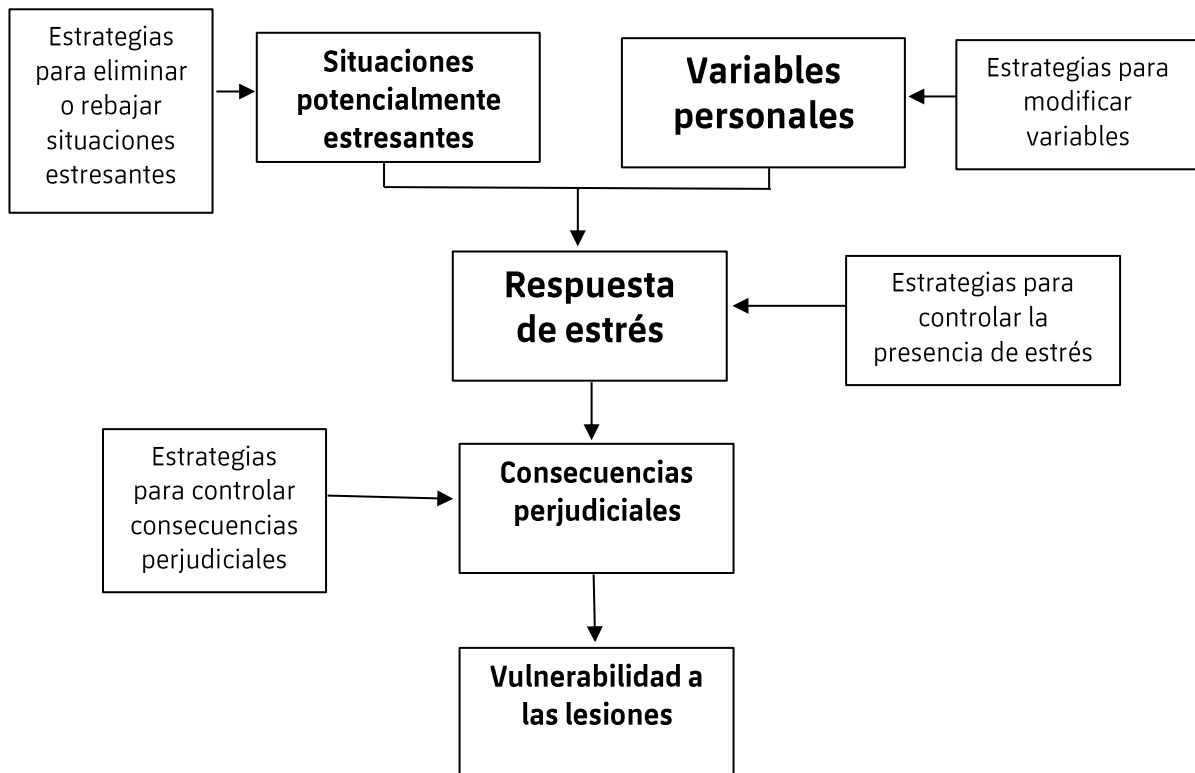 Estrategias
para eliminar
o rebajar
situaciones
estresantes
Situaciones
potencialmente
estresantes
Variables
personales
Estrategias para
modificar
variables
Respuesta
de estrés
Estrategias para
controlar la
presencia de estrés
Estrategias
para controlar
consecuencias
perjudiciales
Consecuencias
perjudiciales
Vulnerabilidad a
las lesiones